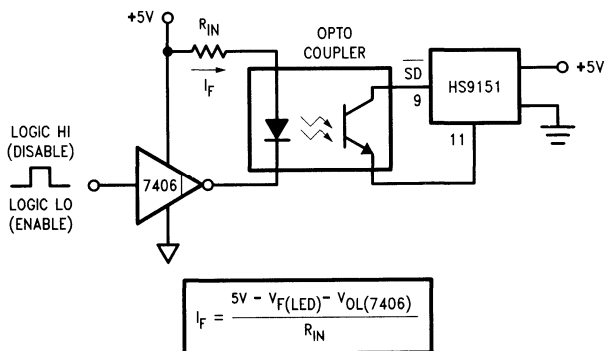 +5V
R_IN
I_F
OPTO
COUPLER
S̅D̅
9
HS9151
+5V
11
LOGIC HI
(DISABLE)
7406
LOGIC LO
(ENABLE)
I_F = 5V - V_F(LED) - V_OL(7406)
R_IN